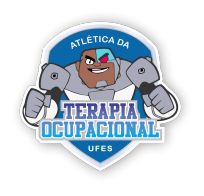 ATLÉTICA DA
TERAPIA
OCUPACIONAL
UFES